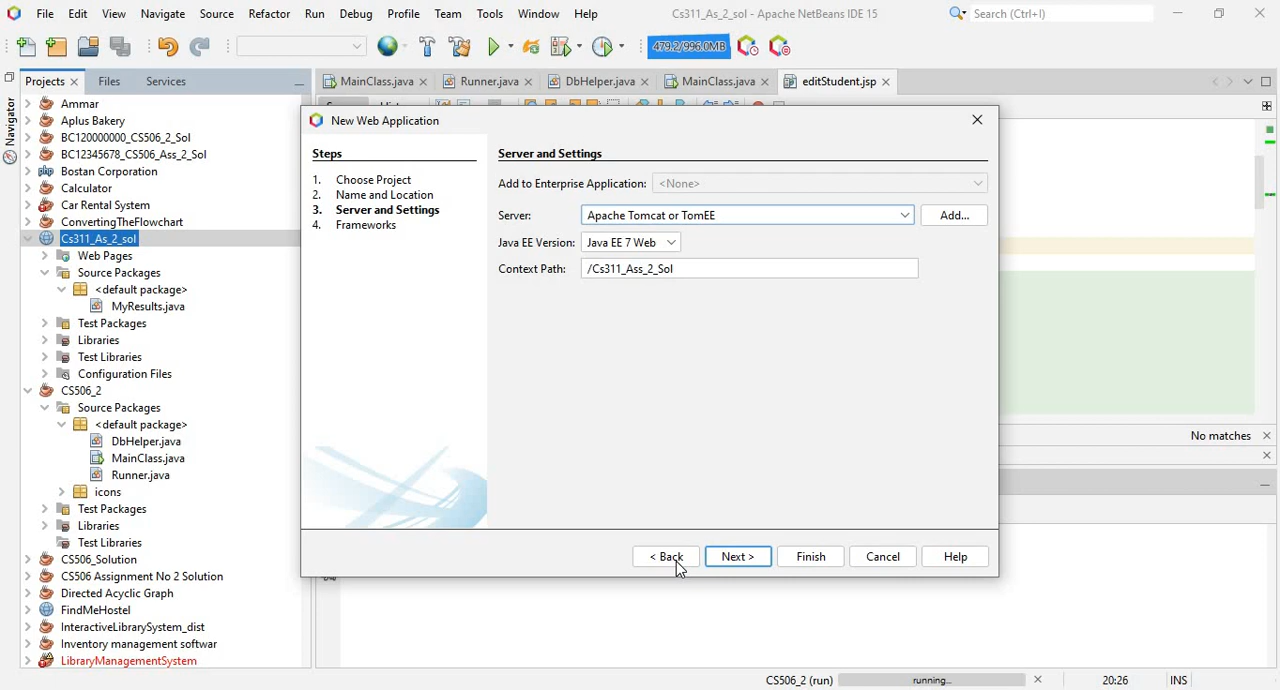 File Edit View Navigate Source Refactor Run Debug Profile Team Tools Window Help
Cs311_As_2_sol - Apache NetBeans IDE 15
Search (Ctrl+I)
479.2/996.0MB
Projects Files Services
MainClass.java Runner.java DbHelper.java MainClass.java editStudent.jsp
Navigator
Ammar
Aplus Bakery
BC120000000_CS506_2_Sol
BC12345678_CS506_Ass_2_Sol
php Bostan Corporation
Calculator
Car Rental System
ConvertingTheFlowchart
Cs311_As_2_sol
Web Pages
Source Packages
<default package>
MyResults.java
Test Packages
Libraries
Test Libraries
Configuration Files
CS506_2
Source Packages
<default package>
DbHelper.java
MainClass.java
Runner.java
icons
Test Packages
Libraries
Test Libraries
CS506_Solution
CS506 Assignment No 2 Solution
Directed Acyclic Graph
FindMeHostel
InteractiveLibrarySystem_dist
Inventory management softwar
LibraryManagementSystem
New Web Application
Steps
1. Choose Project
2. Name and Location
3. Server and Settings
4. Frameworks
Server and Settings
Add to Enterprise Application: <None>
Server: Apache Tomcat or TomEE Add...
Java EE Version: Java EE 7 Web
Context Path: /Cs311_Ass_2_Sol
< Back Next > Finish Cancel Help
No matches
CS506_2 (run) running... 20:26 INS